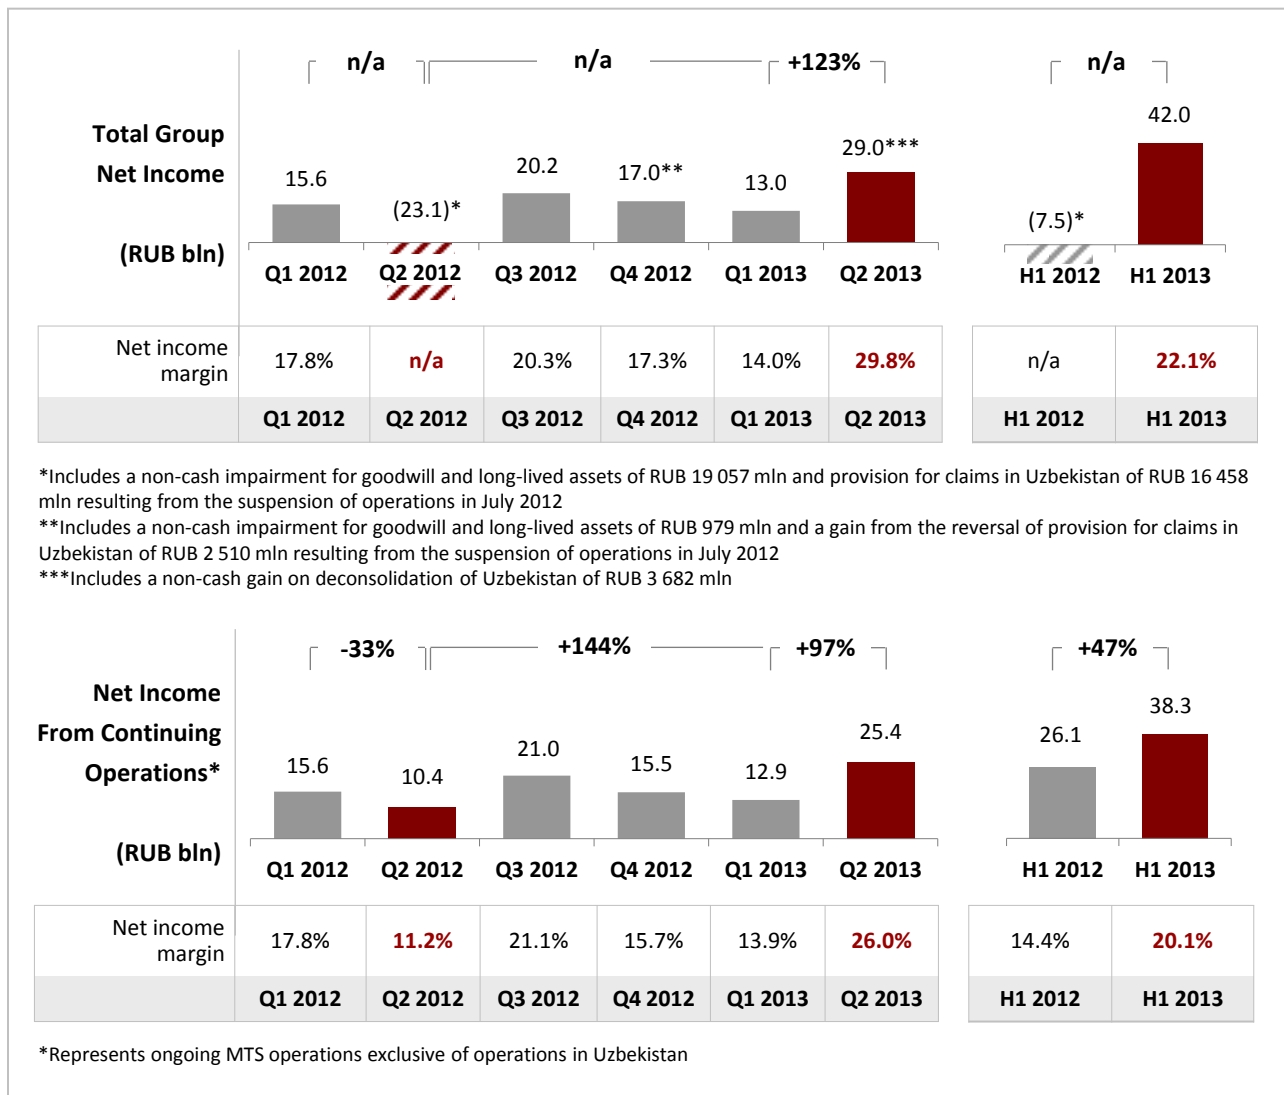 n/a n/a +123% n/a
Total Group
Net Income
(RUB bln)
15.6 (23.1)* 20.2 17.0** 13.0 29.0*** (7.5)* 42.0
Q1 2012 Q2 2012 Q3 2012 Q4 2012 Q1 2013 Q2 2013 H1 2012 H1 2013
Net income
margin
17.8% n/a 20.3% 17.3% 14.0% 29.8% n/a 22.1%
Q1 2012 Q2 2012 Q3 2012 Q4 2012 Q1 2013 Q2 2013 H1 2012 H1 2013
*Includes a non-cash impairment for goodwill and long-lived assets of RUB 19 057 mln and provision for claims in Uzbekistan of RUB 16 458
mln resulting from the suspension of operations in July 2012
**Includes a non-cash impairment for goodwill and long-lived assets of RUB 979 mln and a gain from the reversal of provision for claims in
Uzbekistan of RUB 2 510 mln resulting from the suspension of operations in July 2012
***Includes a non-cash gain on deconsolidation of Uzbekistan of RUB 3 682 mln
-33% +144% +97% +47%
Net Income
From Continuing
Operations*
(RUB bln)
15.6 10.4 21.0 15.5 12.9 25.4 26.1 38.3
Q1 2012 Q2 2012 Q3 2012 Q4 2012 Q1 2013 Q2 2013 H1 2012 H1 2013
Net income
margin
17.8% 11.2% 21.1% 15.7% 13.9% 26.0% 14.4% 20.1%
Q1 2012 Q2 2012 Q3 2012 Q4 2012 Q1 2013 Q2 2013 H1 2012 H1 2013
*Represents ongoing MTS operations exclusive of operations in Uzbekistan